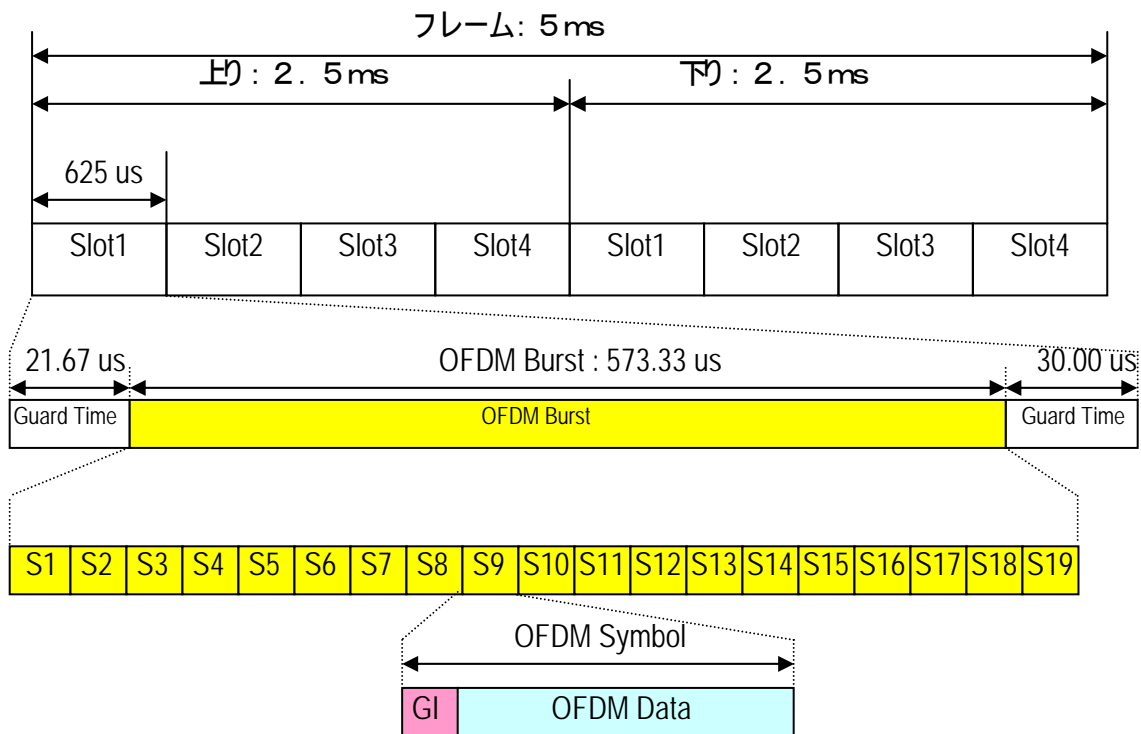 フレーム: 5ms
上り: 2. 5ms
下り: 2. 5ms
625 us
Slot1 Slot2 Slot3 Slot4 Slot1 Slot2 Slot3 Slot4
21.67 us OFDM Burst : 573.33 us 30.00 us
Guard Time OFDM Burst Guard Time
S1 S2 S3 S4 S5 S6 S7 S8 S9 S10 S11 S12 S13 S14 S15 S16 S17 S18 S19
OFDM Symbol
GI OFDM Data